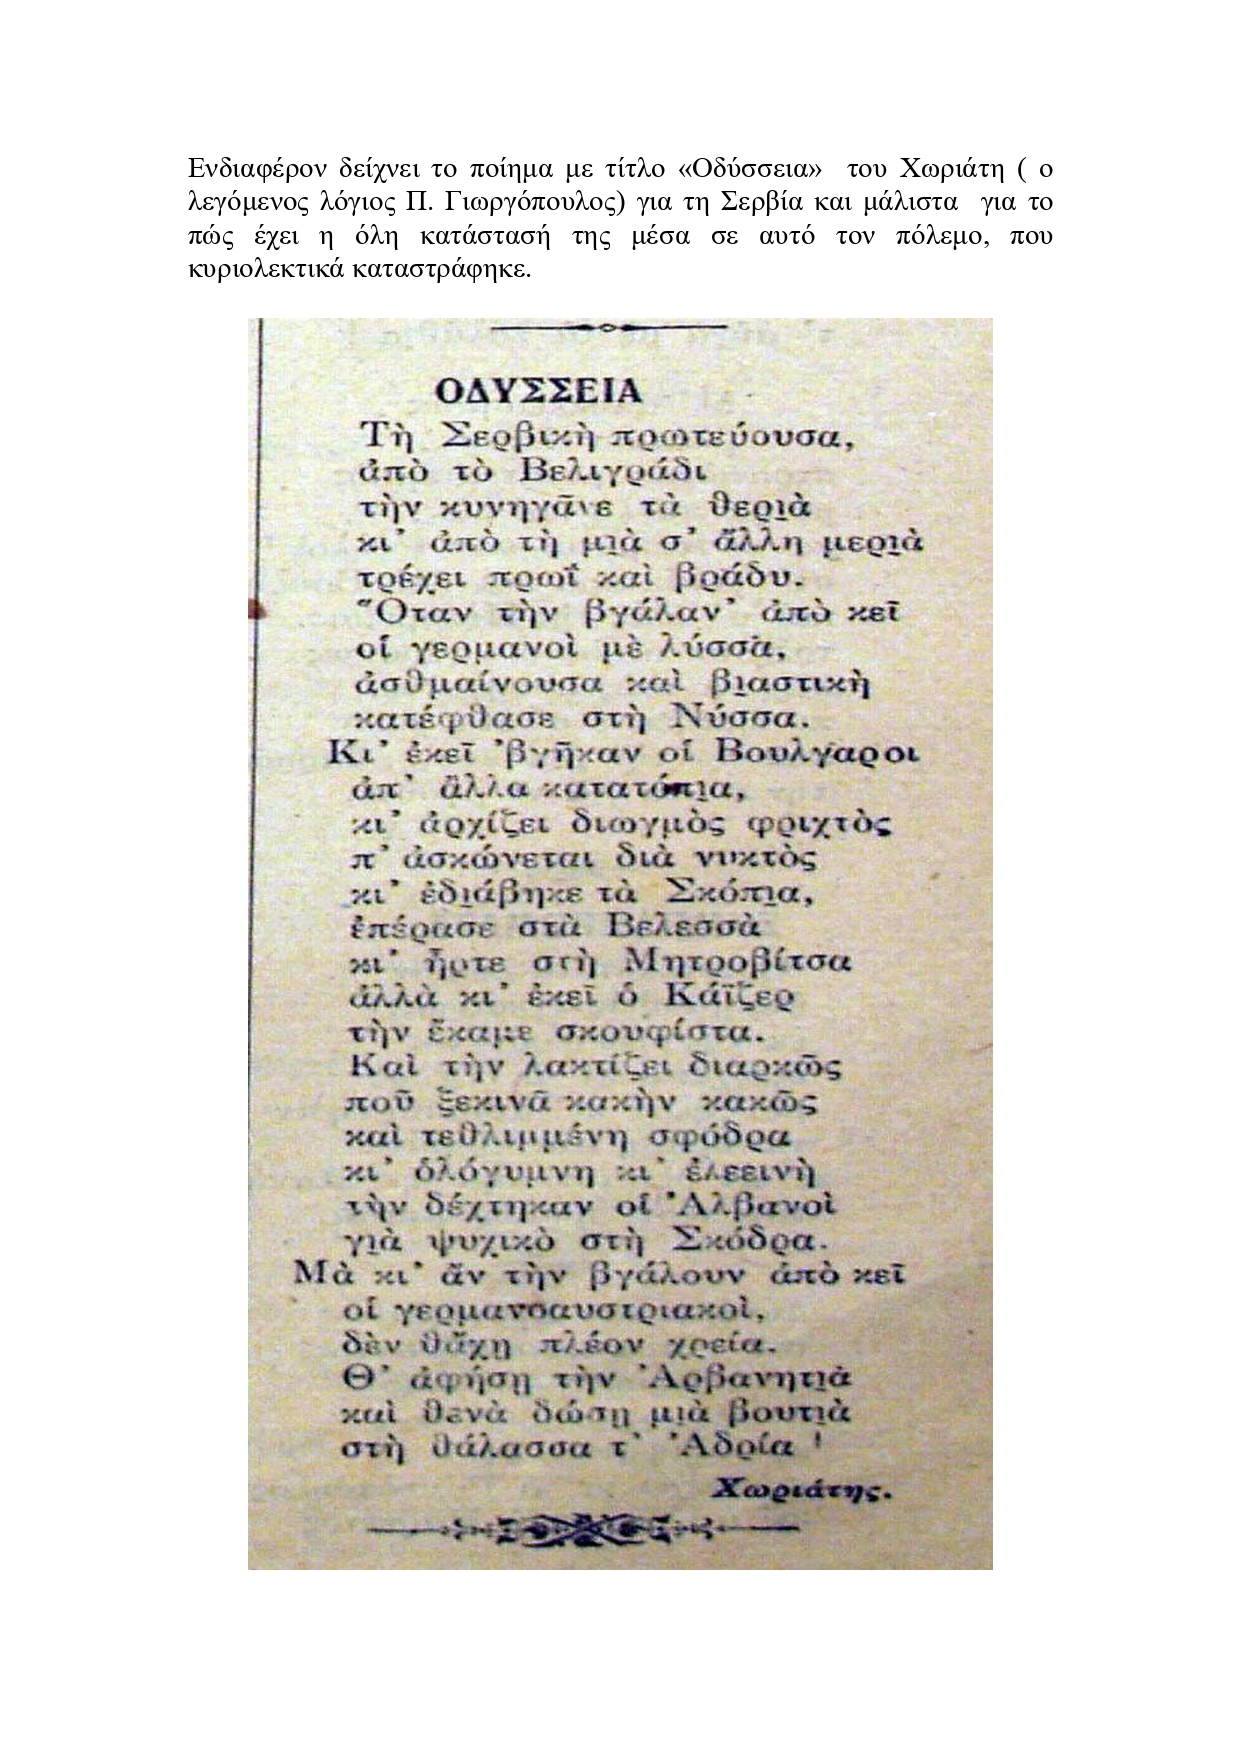 Ενδιαφέρον δείχνει το ποίημα με τίτλο «Οδύσσεια» του Χωριάτη ( ο
λεγόμενος λόγιος Π. Γιωργόπουλος) για τη Σερβία και μάλιστα για το
πώς έχει η όλη κατάστασή της μέσα σε αυτό τον πόλεμο, που
κυριολεκτικά καταστράφηκε.
ΟΔΥΣΣΕΙΑ
Τὴ Σερβικὴ πρωτεύουσα,
ἀπὸ τὸ Βελιγράδι
τὴν κυνηγᾶνε τὰ θεριὰ
κι᾿ ἀπὸ τὴ μιὰ σ᾿ ἄλλη μεριὰ
τρέχει πρωῒ καὶ βράδυ.
Ὅταν τὴν βγάλαν᾿ ἀπὸ κεῖ
οἱ γερμανοὶ μὲ λύσσα,
ἀσθμαίνουσα καὶ βιαστικὴ
κατέφθασε στὴ Νύσσα.
Κι᾿ ἐκεῖ ᾿βγῆκαν οἱ Βουλγαροι
ἀπ᾿ ἄλλα κατατόπια,
κι᾿ ἀρχίζει διωγμὸς φριχτὸς
π᾿ ἀσκώνεται διὰ νυκτὸς
κι᾿ ἐδιάβηκε τὰ Σκόπια,
ἐπέρασε στὰ Βελεσσὰ
κι᾿ ἦρτε στὴ Μητροβίτσα
ἀλλὰ κι᾿ ἐκεῖ ὁ Κάϊζερ
τὴν ἔκαμε σκουφίστα.
Καὶ τὴν λακτίζει διαρκῶς
ποῦ ξεκινᾶ κακὴν κακῶς
καὶ τεθλιμμένη σφόδρα
κι᾿ ὁλόγυμνη κι᾿ ἐλεεινὴ
τὴν δέχτηκαν οἱ ᾿Αλβανοὶ
γιὰ ψυχικὸ στὴ Σκόδρα.
Μὰ κι᾿ ἂν τὴν βγάλουν ἀπὸ κεῖ
οἱ γερμανοαυστριακοὶ,
δὲν θἄχῃ πλέον χρεία.
Θ᾿ ἀφήσῃ τὴν ᾿Αρβανητιὰ
καὶ θενὰ δώσῃ μιὰ βουτιὰ
στὴ θάλασσα τ᾿ ᾿Αδρία !
Χωριάτης.